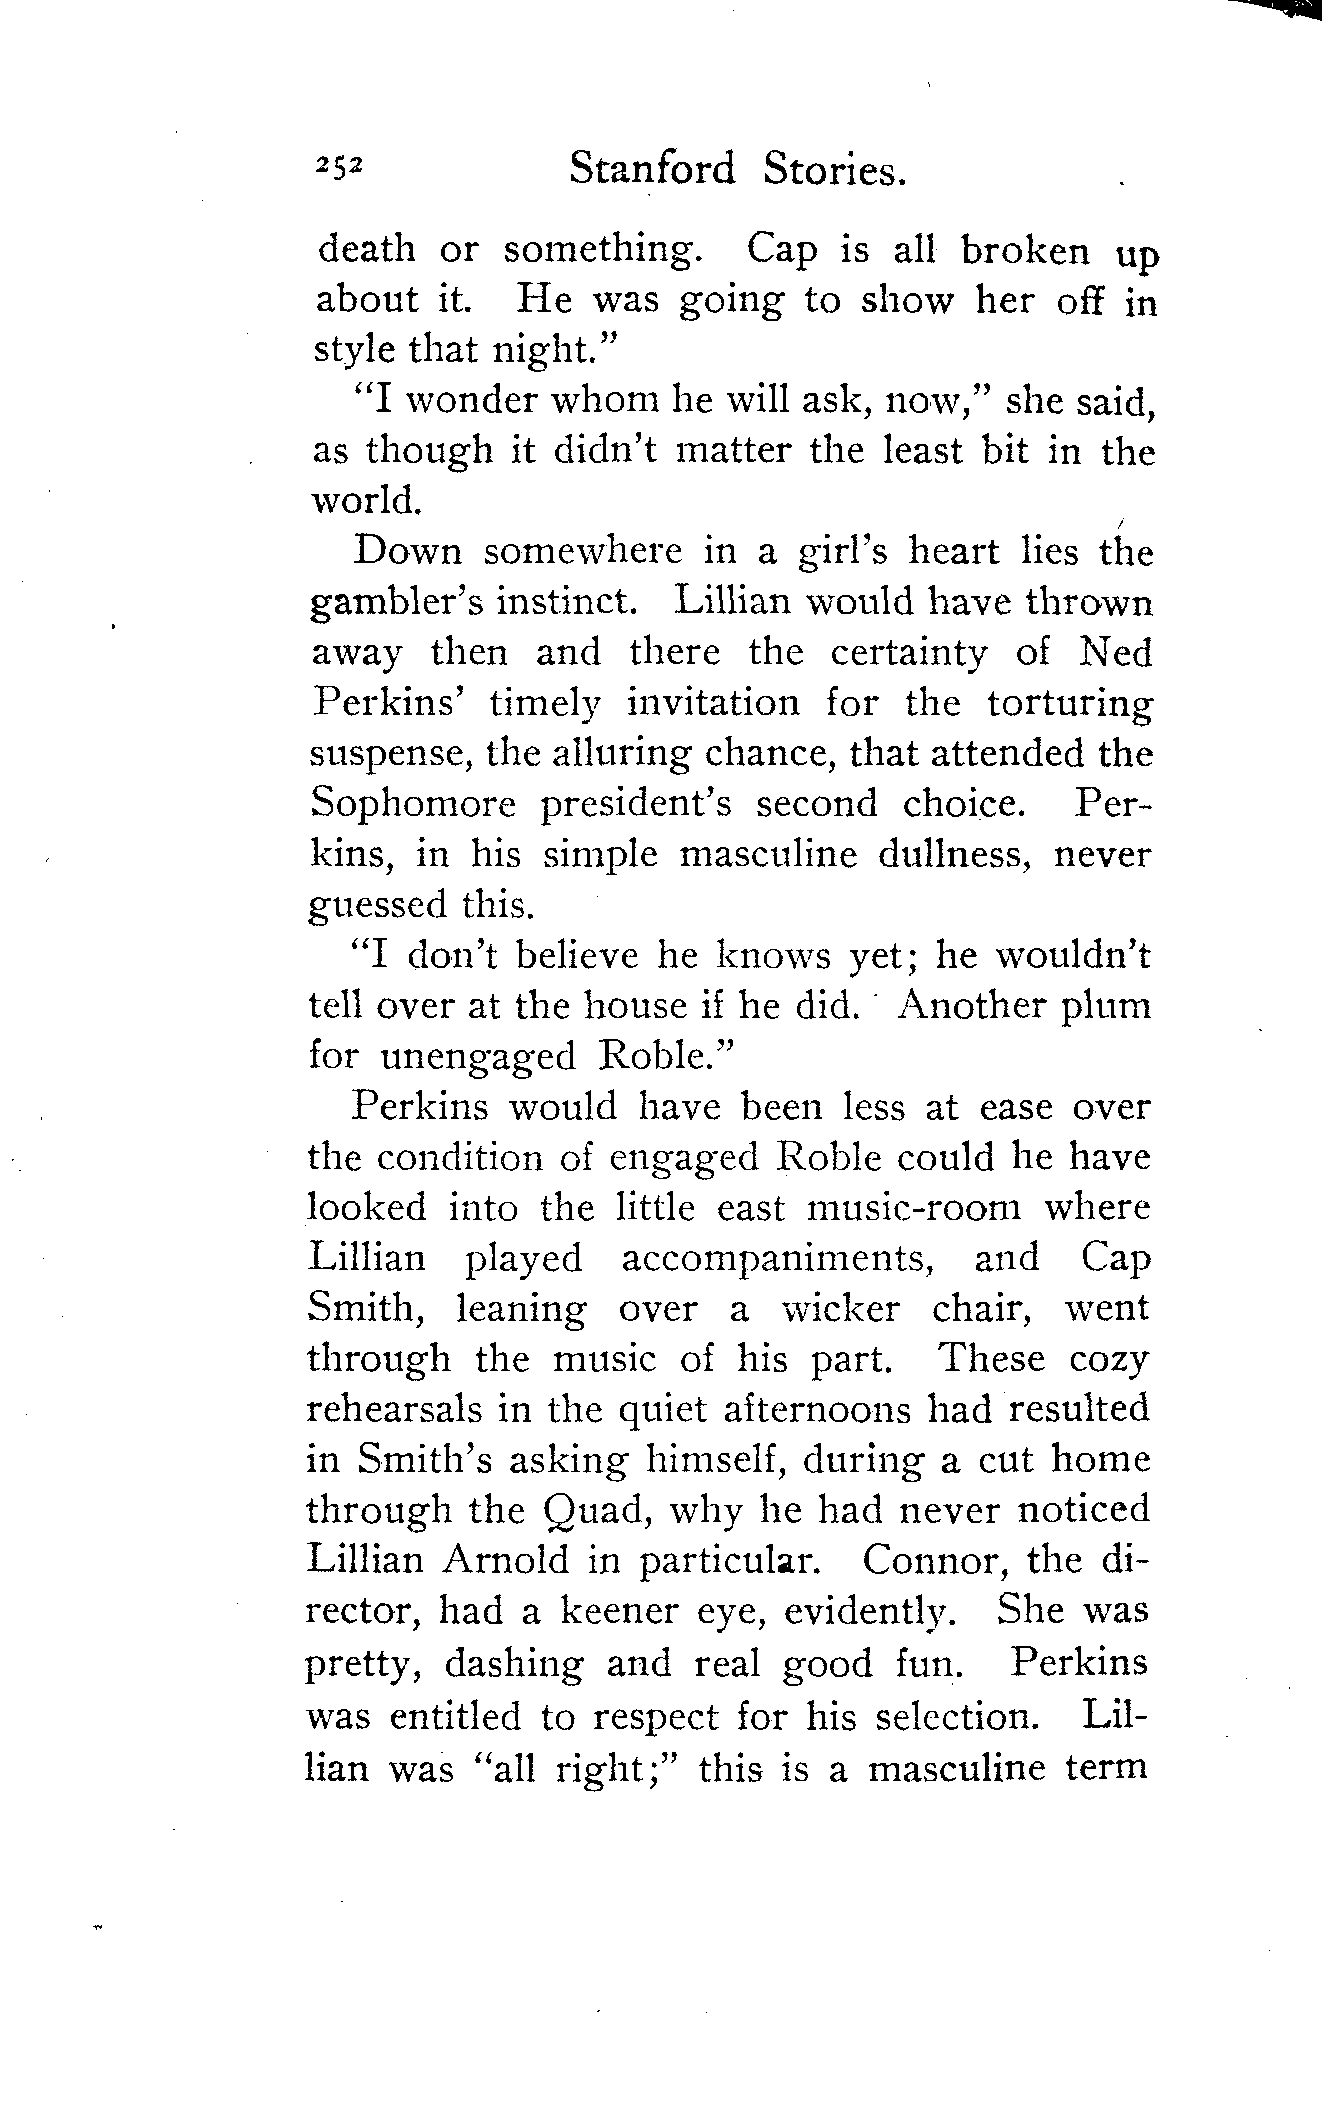 252 Stanford Stories.
death or something. Cap is all broken up
about it. He was going to show her off in
style that night."
"I wonder whom he will ask, now," she said,
as though it didn't matter the least bit in the
world.
Down somewhere in a girl's heart lies the
gambler's instinct. Lillian would have thrown
away then and there the certainty of Ned
Perkins' timely invitation for the torturing
suspense, the alluring chance, that attended the
Sophomore president's second choice. Per-
kins, in his simple masculine dullness, never
guessed this.
"I don't believe he knows yet; he wouldn't
tell over at the house if he did. Another plum
for unengaged Roble."
Perkins would have been less at ease over
the condition of engaged Roble could he have
looked into the little east music-room where
Lillian played accompaniments, and Cap
Smith, leaning over a wicker chair, went
through the music of his part. These cozy
rehearsals in the quiet afternoons had resulted
in Smith's asking himself, during a cut home
through the Quad, why he had never noticed
Lillian Arnold in particular. Connor, the di-
rector, had a keener eye, evidently. She was
pretty, dashing and real good fun. Perkins
was entitled to respect for his selection. Lil-
lian was "all right;" this is a masculine term